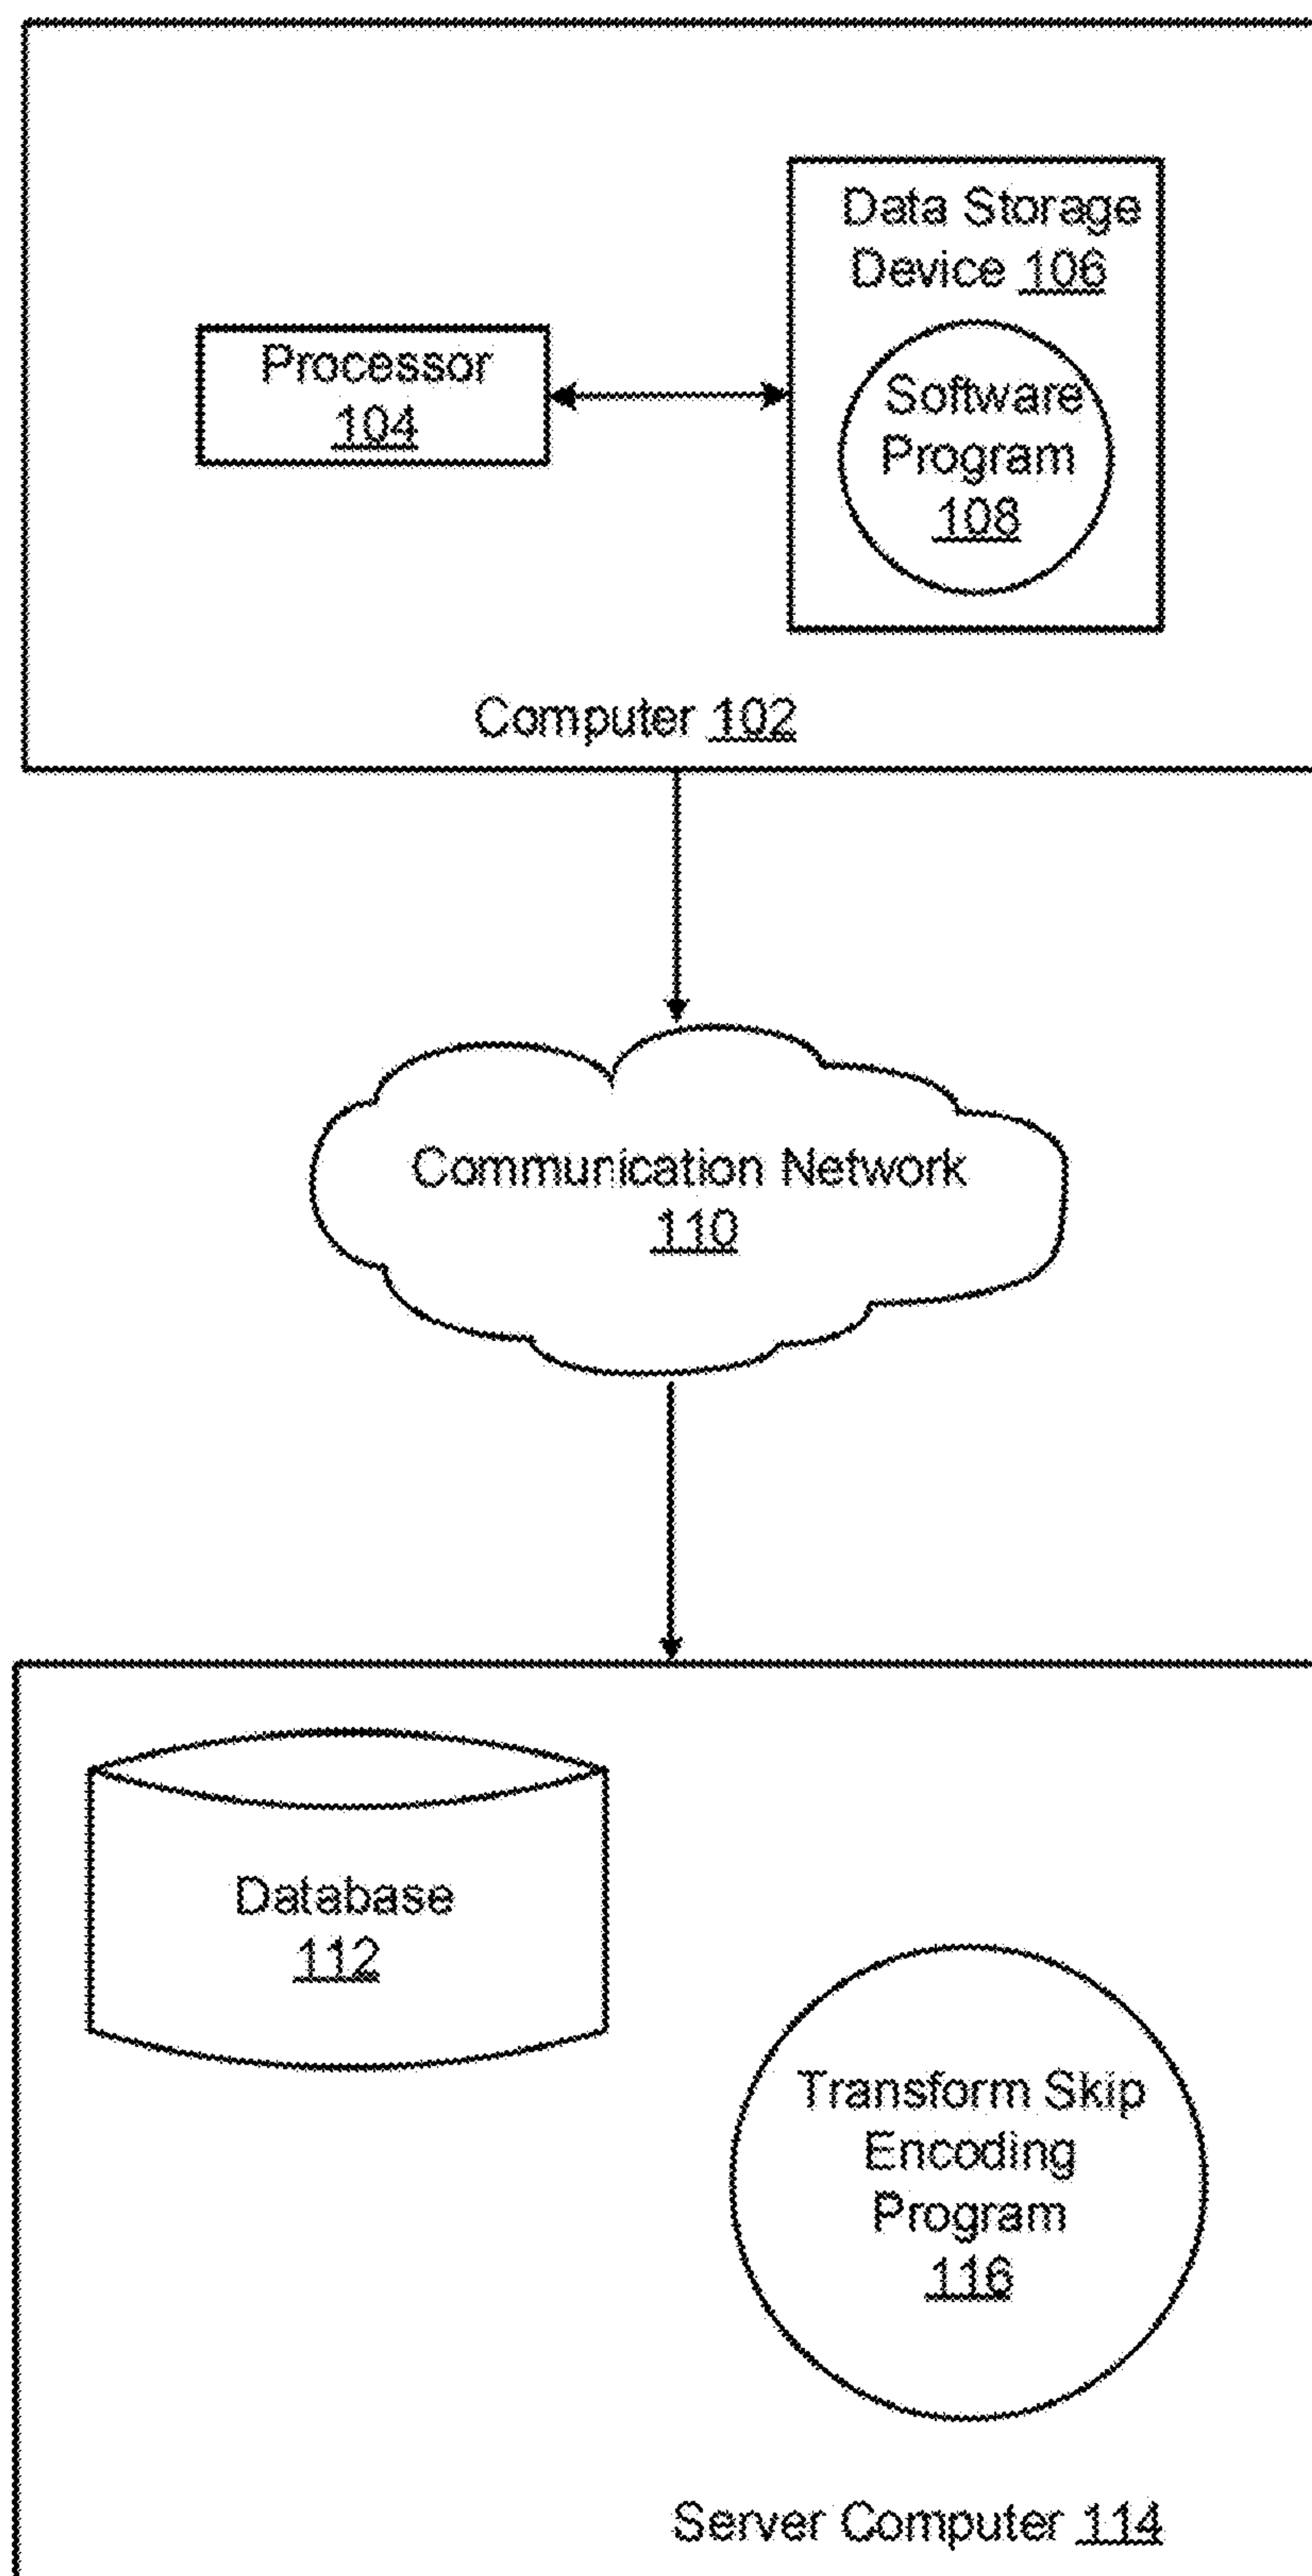 Data Storage
Device 106
Processor
104
Software
Program
108
Computer 102
Communication Network
110
Database
112
Transform Skip
Encoding
Program
116
Server Computer 114